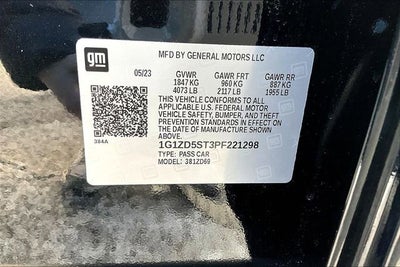 gm
MFD BY GENERAL MOTORS LLC
05/23 GVWR GAWR FRT GAWR RR
1847 KG 960 KG 887 KG
4073 LB 2117 LB 1955 LB
THIS VEHICLE CONFORMS TO ALL
APPLICABLE U.S. FEDERAL MOTOR
VEHICLE SAFETY, BUMPER, AND THEFT
PREVENTION STANDARDS IN EFFECT ON
THE DATE OF MANUFACTURE SHOWN
ABOVE.
384A
1G1ZD5ST3PF221298
TYPE: PASS CAR
MODEL: 381ZD69